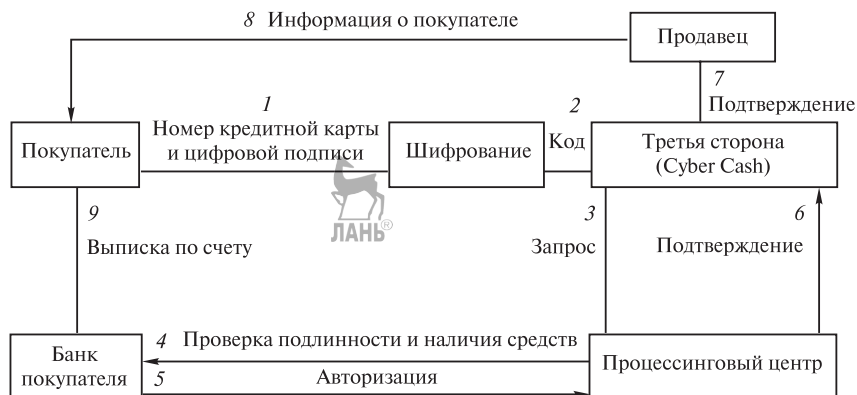 8 Информация о покупателе
Продавец
7
Подтверждение
1
Номер кредитной карты
и цифровой подписи
2
Код
Покупатель
Шифрование
Третья сторона
(Cyber Cash)
ЛАНЬ®
9
Выписка по счету
3
Запрос
6
Подтверждение
4 Проверка подлинности и наличия средств
Банк
покупателя
5 Авторизация
Процессинговый центр